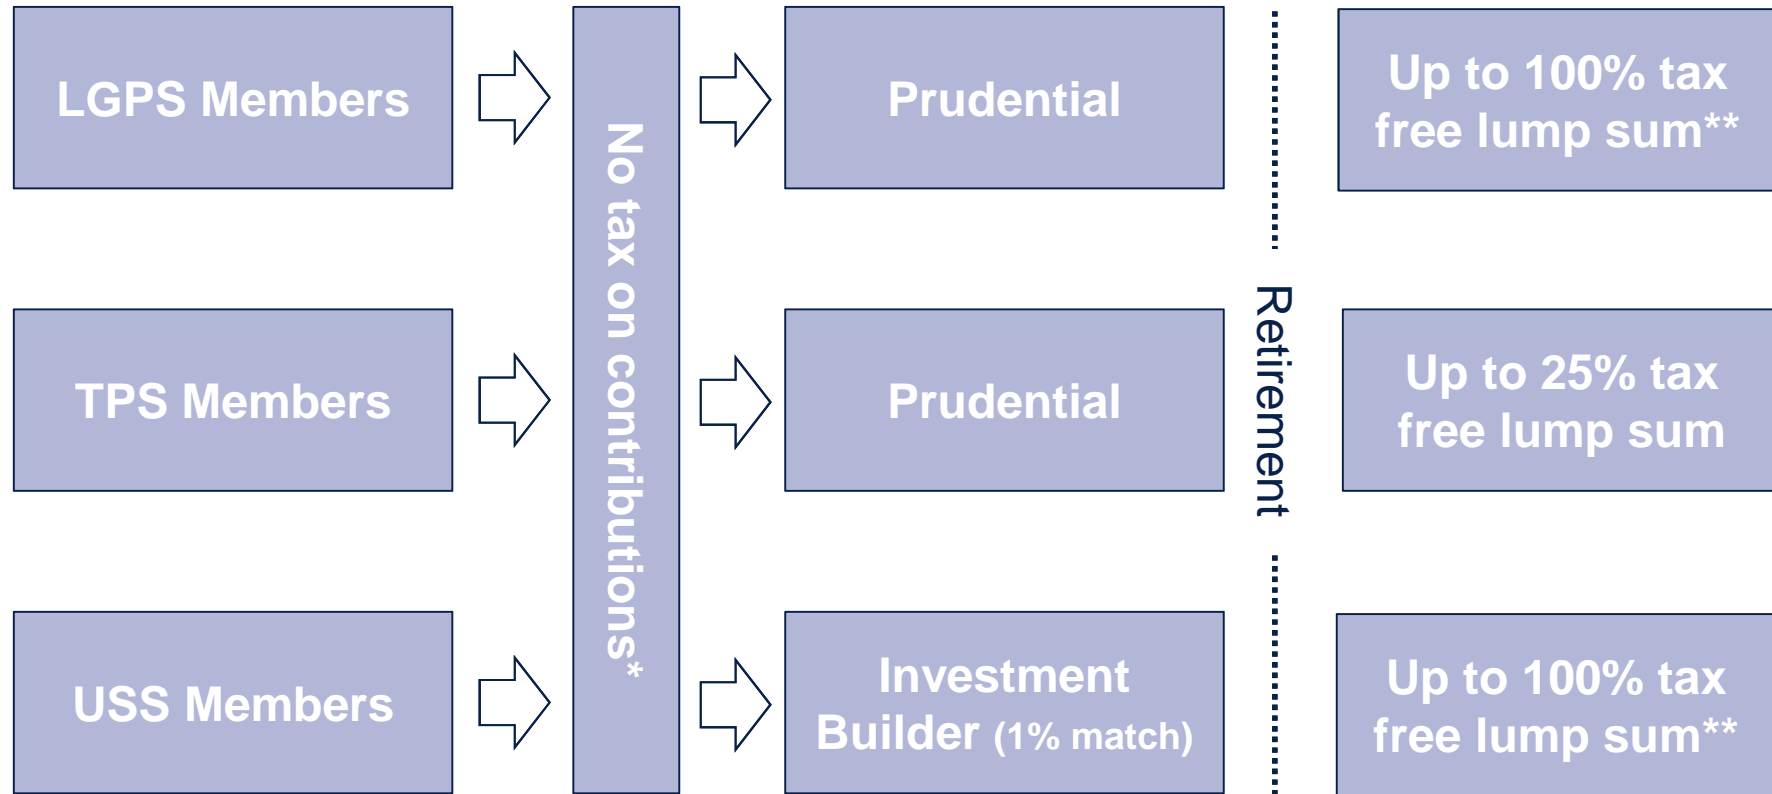 LGPS Members
No tax on contributions*
Prudential
Retirement
Up to 100% tax
free lump sum**
TPS Members
Prudential
Up to 25% tax
free lump sum
USS Members
Investment
Builder (1% match)
Up to 100% tax
free lump sum**